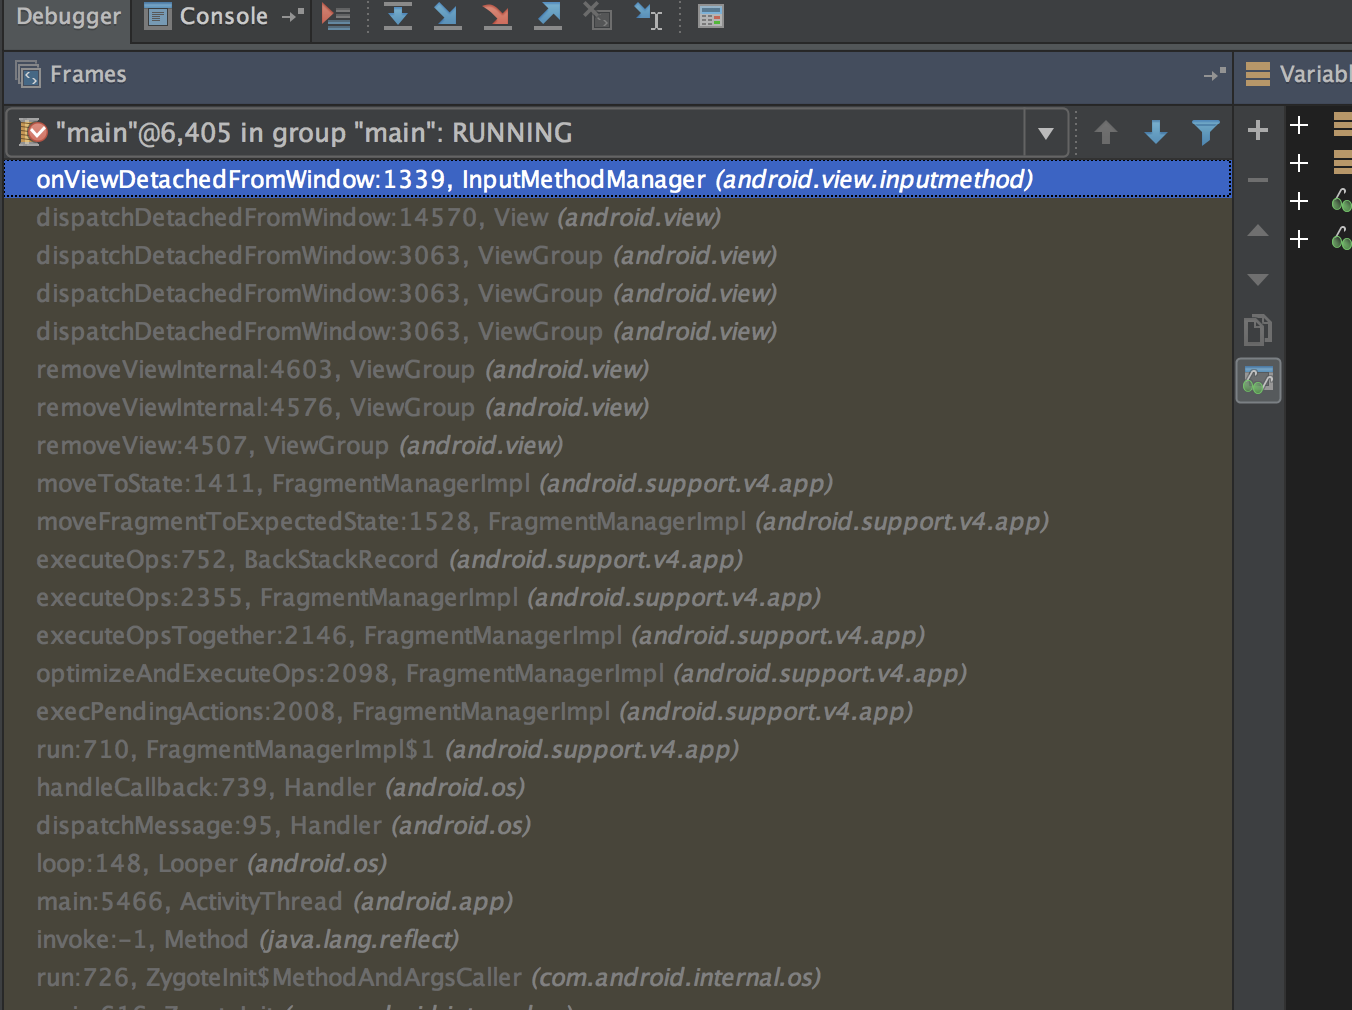 Debugger Console
Frames Variabl
"main"@6,405 in group "main": RUNNING
onViewDetachedFromWindow:1339, InputMethodManager (android.view.inputmethod)
dispatchDetachedFromWindow:14570, View (android.view)
dispatchDetachedFromWindow:3063, ViewGroup (android.view)
dispatchDetachedFromWindow:3063, ViewGroup (android.view)
dispatchDetachedFromWindow:3063, ViewGroup (android.view)
removeViewInternal:4603, ViewGroup (android.view)
removeViewInternal:4576, ViewGroup (android.view)
removeView:4507, ViewGroup (android.view)
moveToState:1411, FragmentManagerImpl (android.support.v4.app)
moveFragmentToExpectedState:1528, FragmentManagerImpl (android.support.v4.app)
executeOps:752, BackStackRecord (android.support.v4.app)
executeOps:2355, FragmentManagerImpl (android.support.v4.app)
executeOpsTogether:2146, FragmentManagerImpl (android.support.v4.app)
optimizeAndExecuteOps:2098, FragmentManagerImpl (android.support.v4.app)
execPendingActions:2008, FragmentManagerImpl (android.support.v4.app)
run:710, FragmentManagerImpl$1 (android.support.v4.app)
handleCallback:739, Handler (android.os)
dispatchMessage:95, Handler (android.os)
loop:148, Looper (android.os)
main:5466, ActivityThread (android.app)
invoke:-1, Method (java.lang.reflect)
run:726, ZygoteInit$MethodAndArgsCaller (com.android.internal.os)